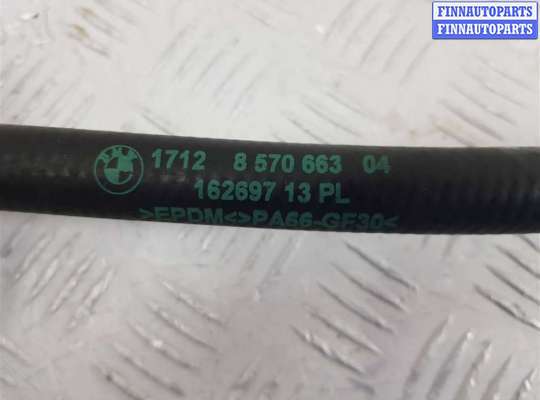 FINNAUTOPARTS
FINNAUTOPARTS
1712 8 570 663 04
162697 13 PL
>EPDM<>PA66-GF30<